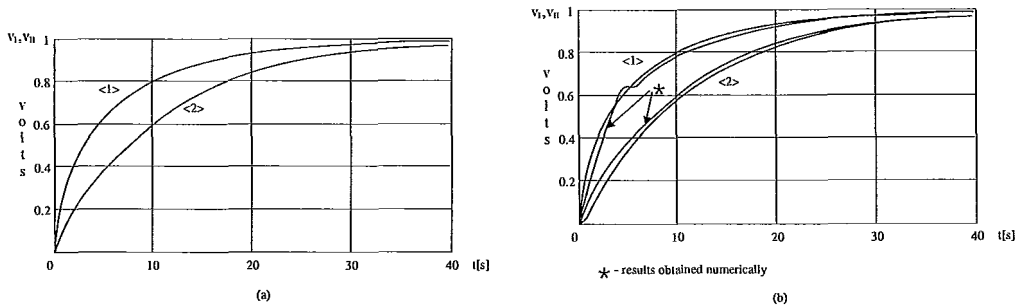 v_I,v_II
1
0.8
0.6
0.4
0.2
volts
<1>
<2>
0 10 20 30 40 t[s]
(a)
v_I,v_II
1
0.8
0.6
0.4
0.2
volts
<1>
<2>
*
0 10 20 30 40 t[s]
* - results obtained numerically
(b)